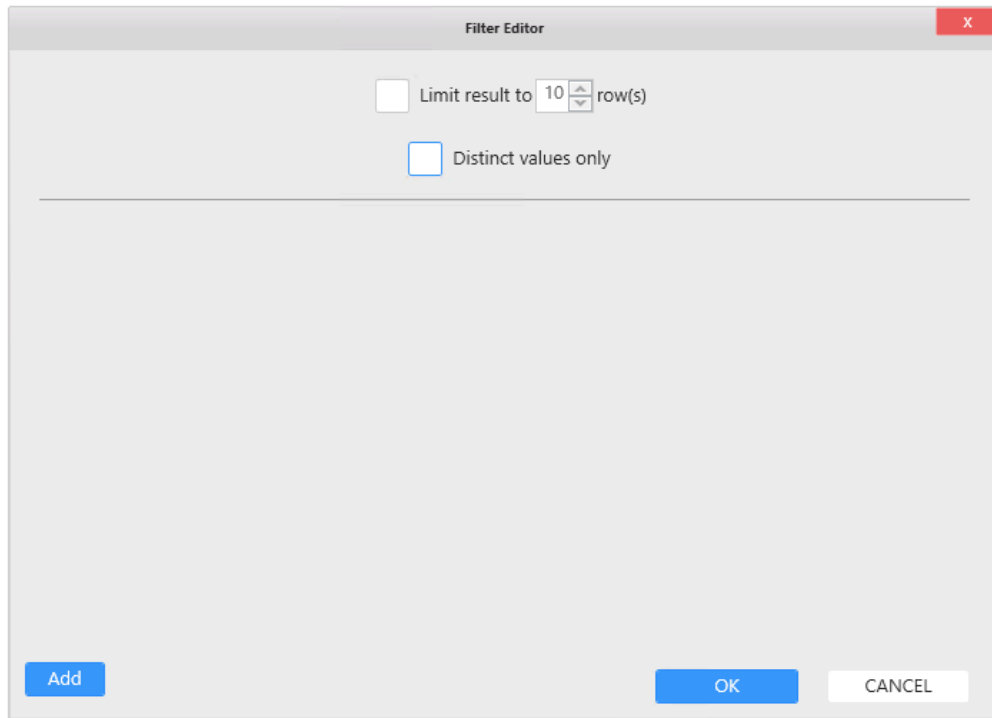 Filter Editor
X
Limit result to 10 row(s)
Distinct values only
Add
OK
CANCEL